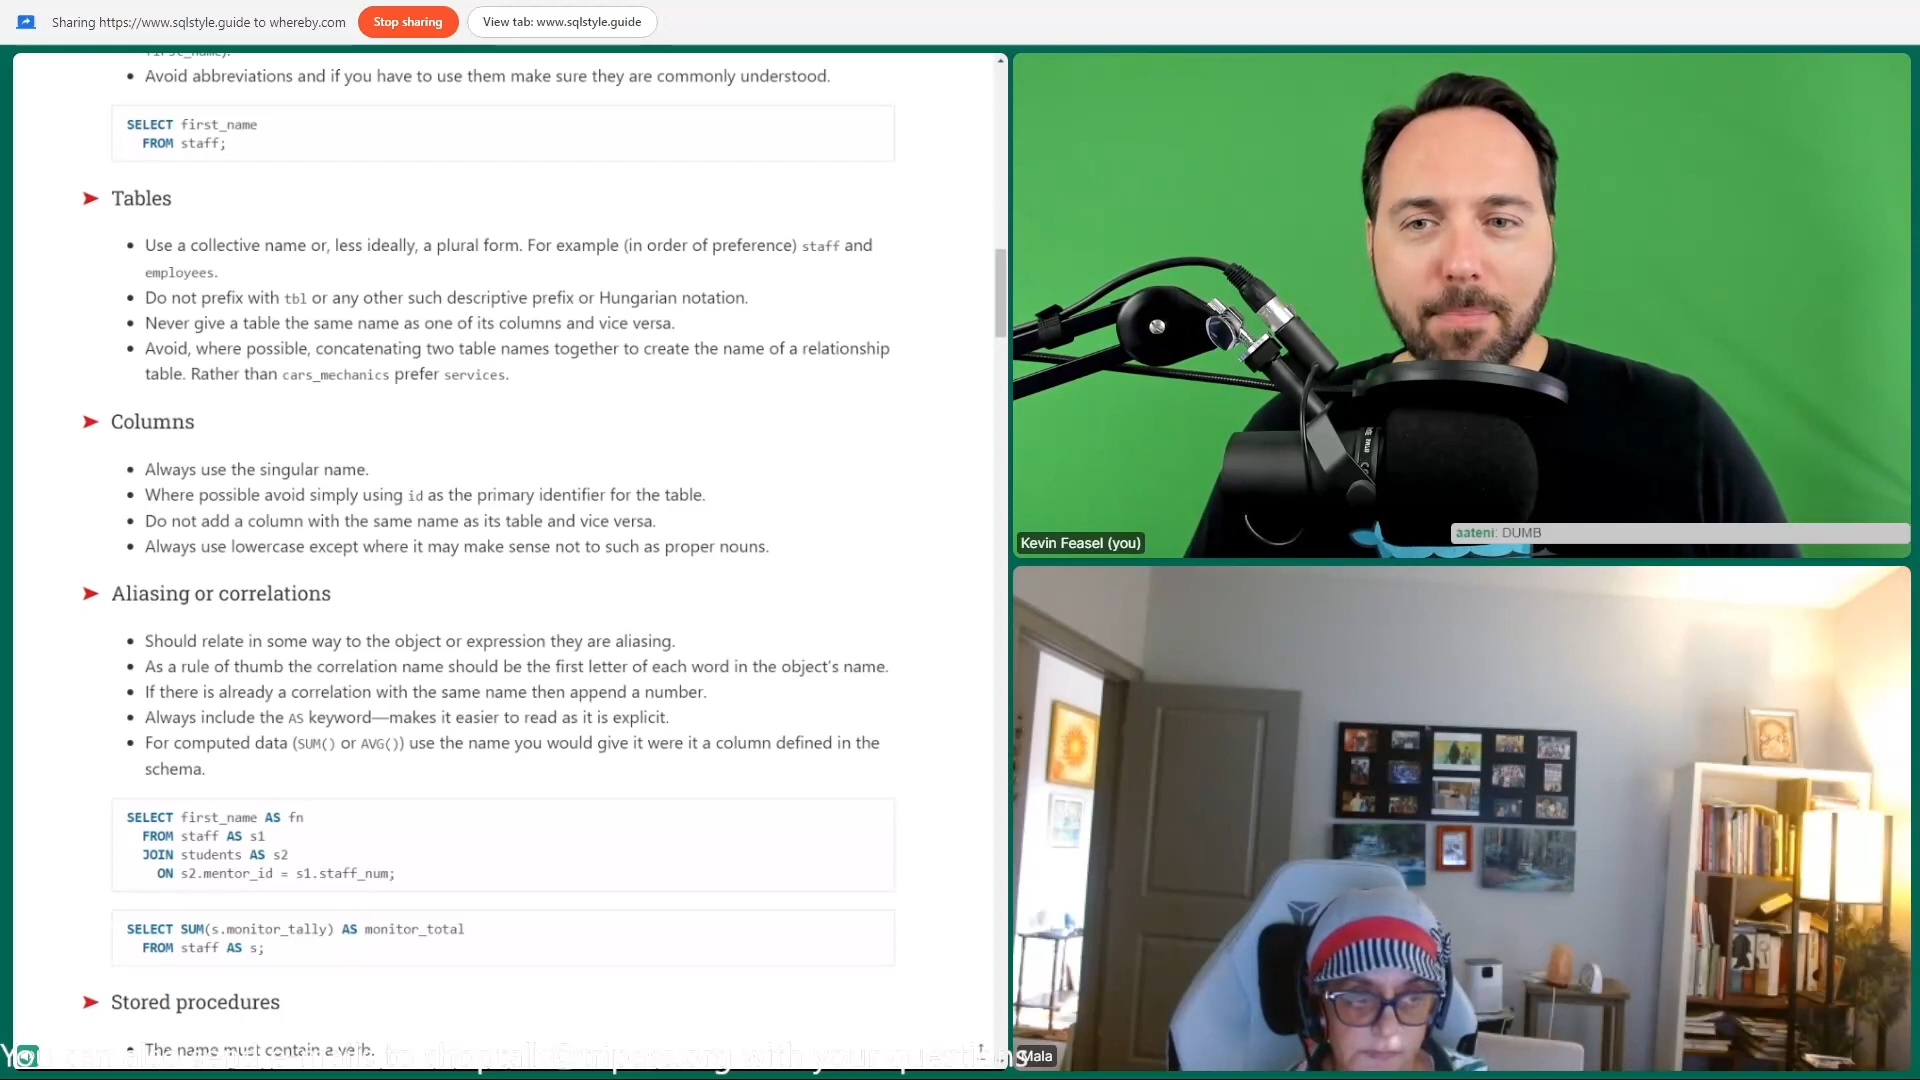 Sharing https://www.sqlstyle.guide to whereby.com
Stop sharing
View tab: www.sqlstyle.guide
first_name).
Avoid abbreviations and if you have to use them make sure they are commonly understood.
SELECT first_name
FROM staff;
Tables
Use a collective name or, less ideally, a plural form. For example (in order of preference) staff and
employees.
Do not prefix with tbl or any other such descriptive prefix or Hungarian notation.
Never give a table the same name as one of its columns and vice versa.
Avoid, where possible, concatenating two table names together to create the name of a relationship
table. Rather than cars_mechanics prefer services.
Columns
Always use the singular name.
Where possible avoid simply using id as the primary identifier for the table.
Do not add a column with the same name as its table and vice versa.
Always use lowercase except where it may make sense not to such as proper nouns.
Aliasing or correlations
Should relate in some way to the object or expression they are aliasing.
As a rule of thumb the correlation name should be the first letter of each word in the object's name.
If there is already a correlation with the same name then append a number.
Always include the AS keyword—makes it easier to read as it is explicit.
For computed data (SUM() or AVG()) use the name you would give it were it a column defined in the
schema.
SELECT first_name AS fn
FROM staff AS s1
JOIN students AS s2
ON s2.mentor_id = s1.staff_num;
SELECT SUM(s.monitor_tally) AS monitor_total
FROM staff AS s;
Stored procedures
The name must contain a verb.
You can also send e-mails to shoptalk@tripass.org with your questions
Kevin Feasel (you)
aateni: DUMB
Mala